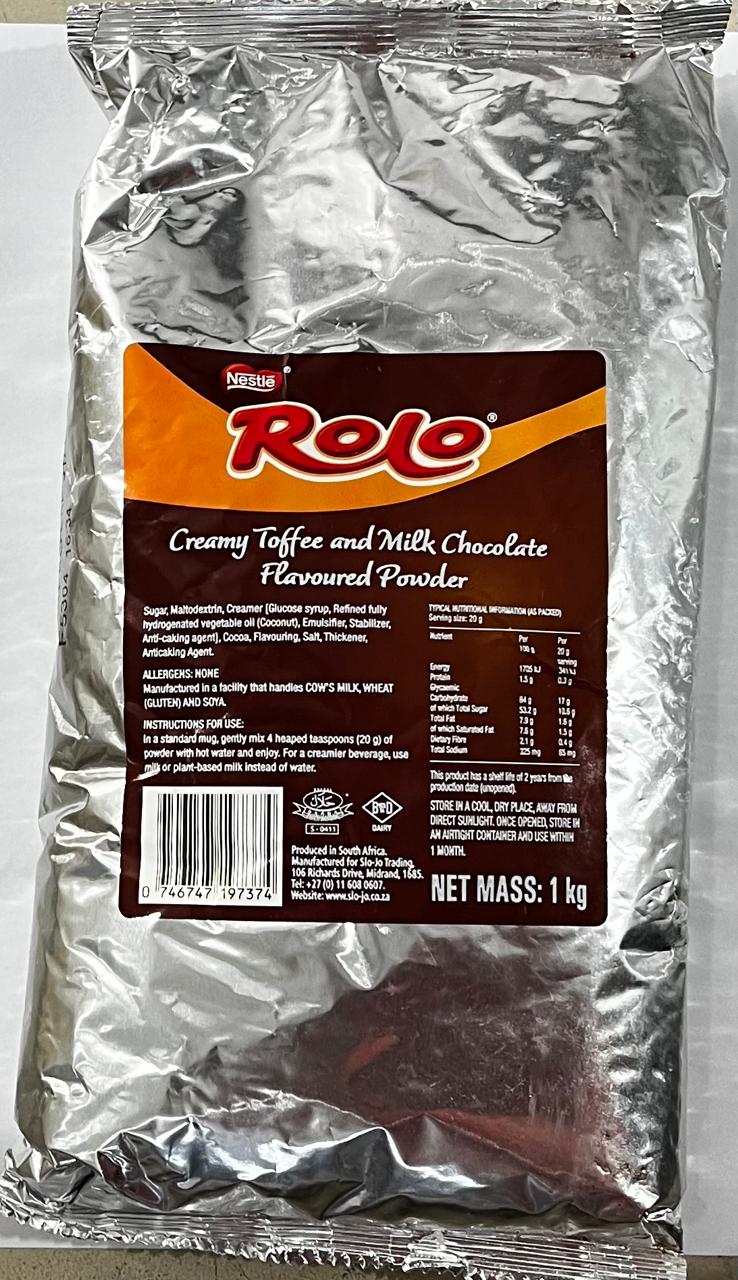 Nestlé®
Rolo®
Creamy Toffee and Milk Chocolate
Flavoured Powder
Sugar, Maltodextrin, Creamer [Glucose syrup, Refined fully
hydrogenated vegetable oil (Coconut), Emulsifier, Stabilizer,
Anti-caking agent], Cocoa, Flavouring, Salt, Thickener,
Anticaking Agent.
ALLERGENS: NONE
Manufactured in a facility that handles COW'S MILK, WHEAT
(GLUTEN) AND SOYA.
INSTRUCTIONS FOR USE:
In a standard mug, gently mix 4 heaped teaspoons (20 g) of
powder with hot water and enjoy. For a creamier beverage, use
milk or plant-based milk instead of water.
TYPICAL NUTRITIONAL INFORMATION (AS PACKED)
Serving size: 20 g
Nutrient Per 100 g Per 20 g serving
Energy 1705 kJ 341 kJ
Protein 1.5 g 0.3 g
Glycaemic
Carbohydrate 84 g 17 g
of which Total Sugar 53.2 g 10.6 g
Total Fat 7.9 g 1.6 g
of which Saturated Fat 7.6 g 1.5 g
Dietary Fibre 2.1 g 0.4 g
Total Sodium 325 mg 65 mg
This product has a shelf life of 2 years from the
production date (unopened).
STORE IN A COOL, DRY PLACE, AWAY FROM
DIRECT SUNLIGHT. ONCE OPENED, STORE IN
AN AIRTIGHT CONTAINER AND USE WITHIN
1 MONTH.
NET MASS: 1 kg
S - 0411
DAIRY
Produced in South Africa.
Manufactured for Slo-Jo Trading,
106 Richards Drive, Midrand, 1685.
Tel: +27 (0) 11 608 0607.
Website: www.slo-jo.co.za
0 746747 197374